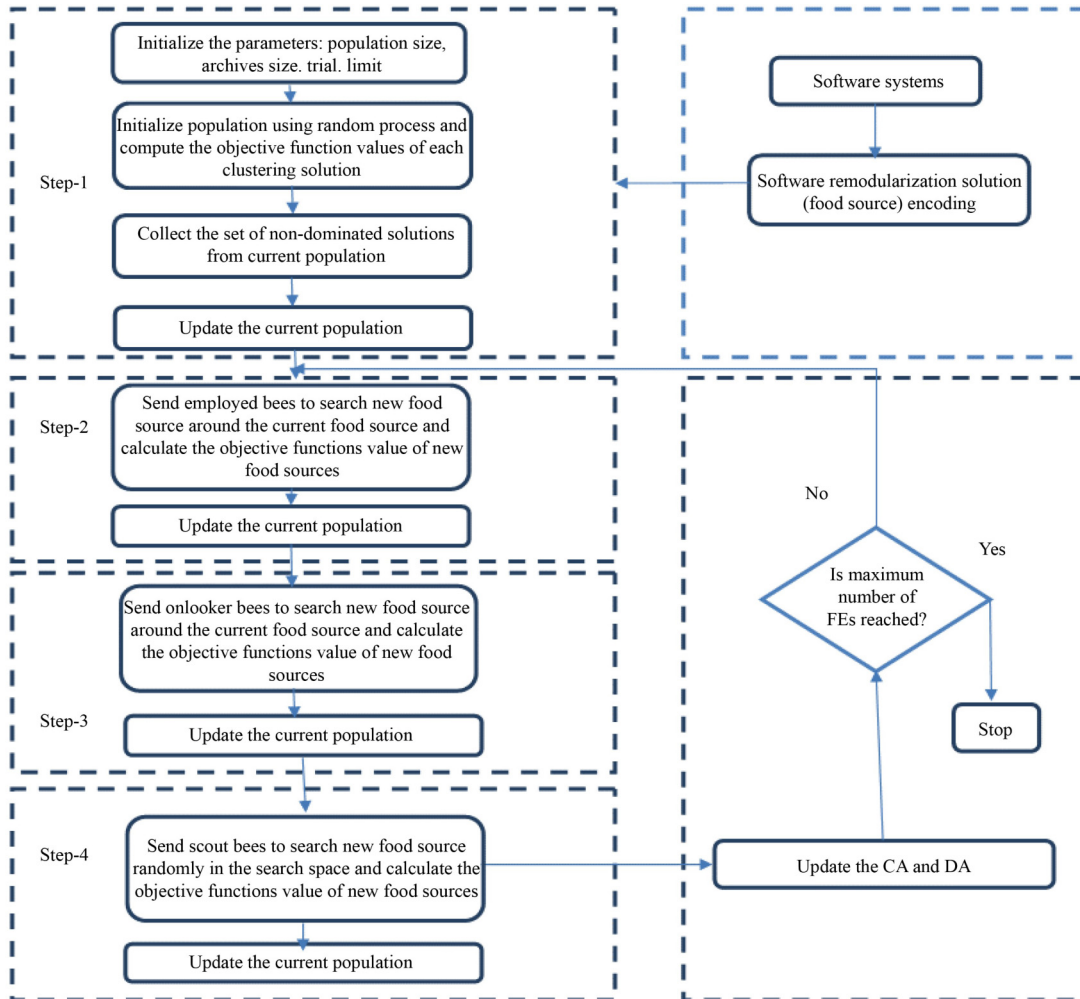 Initialize the parameters: population size,
archives size. trial. limit
Initialize population using random process and
compute the objective function values of each
clustering solution
Step-1
Collect the set of non-dominated solutions
from current population
Update the current population
Software systems
Software remodularization solution
(food source) encoding
Step-2
Send employed bees to search new food
source around the current food source and
calculate the objective functions value of new
food sources
Update the current population
Send onlooker bees to search new food source
around the current food source and calculate
the objective functions value of new food
sources
Step-3
Update the current population
Step-4
Send scout bees to search new food source
randomly in the search space and calculate the
objective functions value of new food sources
Update the current population
No
Yes
Is maximum
number of
FEs reached?
Stop
Update the CA and DA